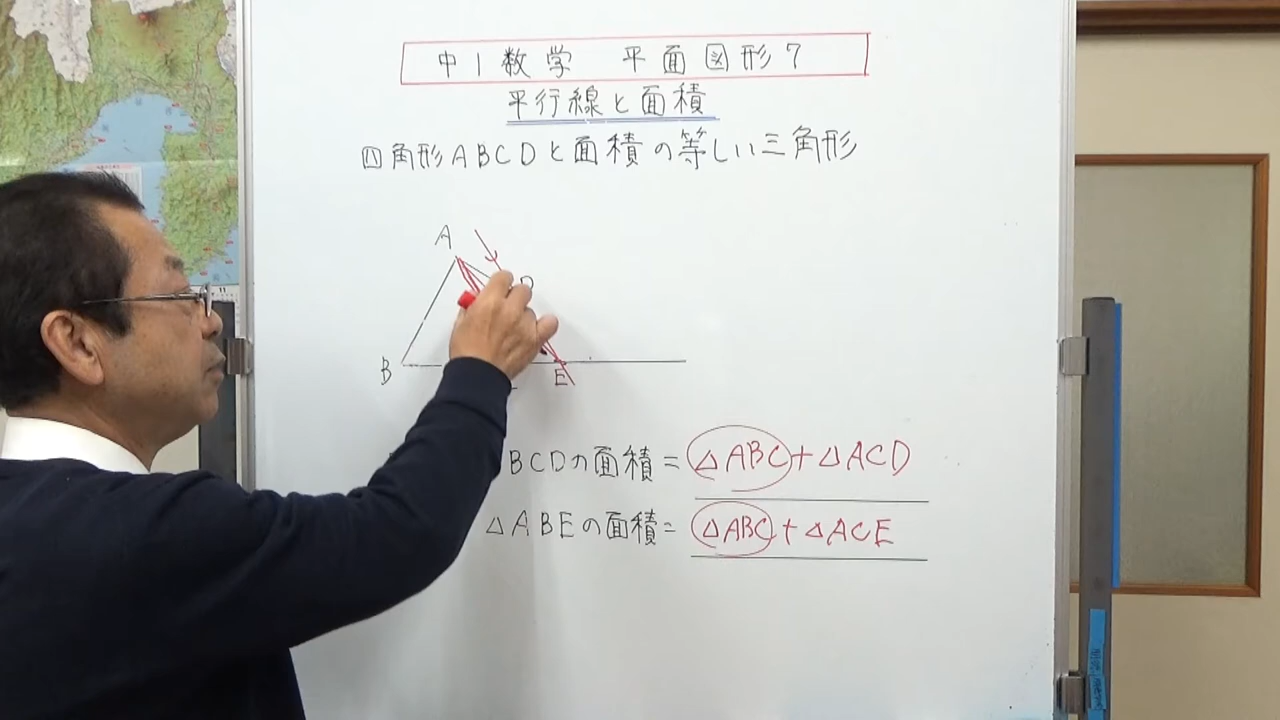 中1数学 平面図形7
平行線と面積
四角形ABCDと面積の等しい三角形
A
D
B
E
BCDの面積=△ABC+△ACD
△ABEの面積=△ABC+△ACE